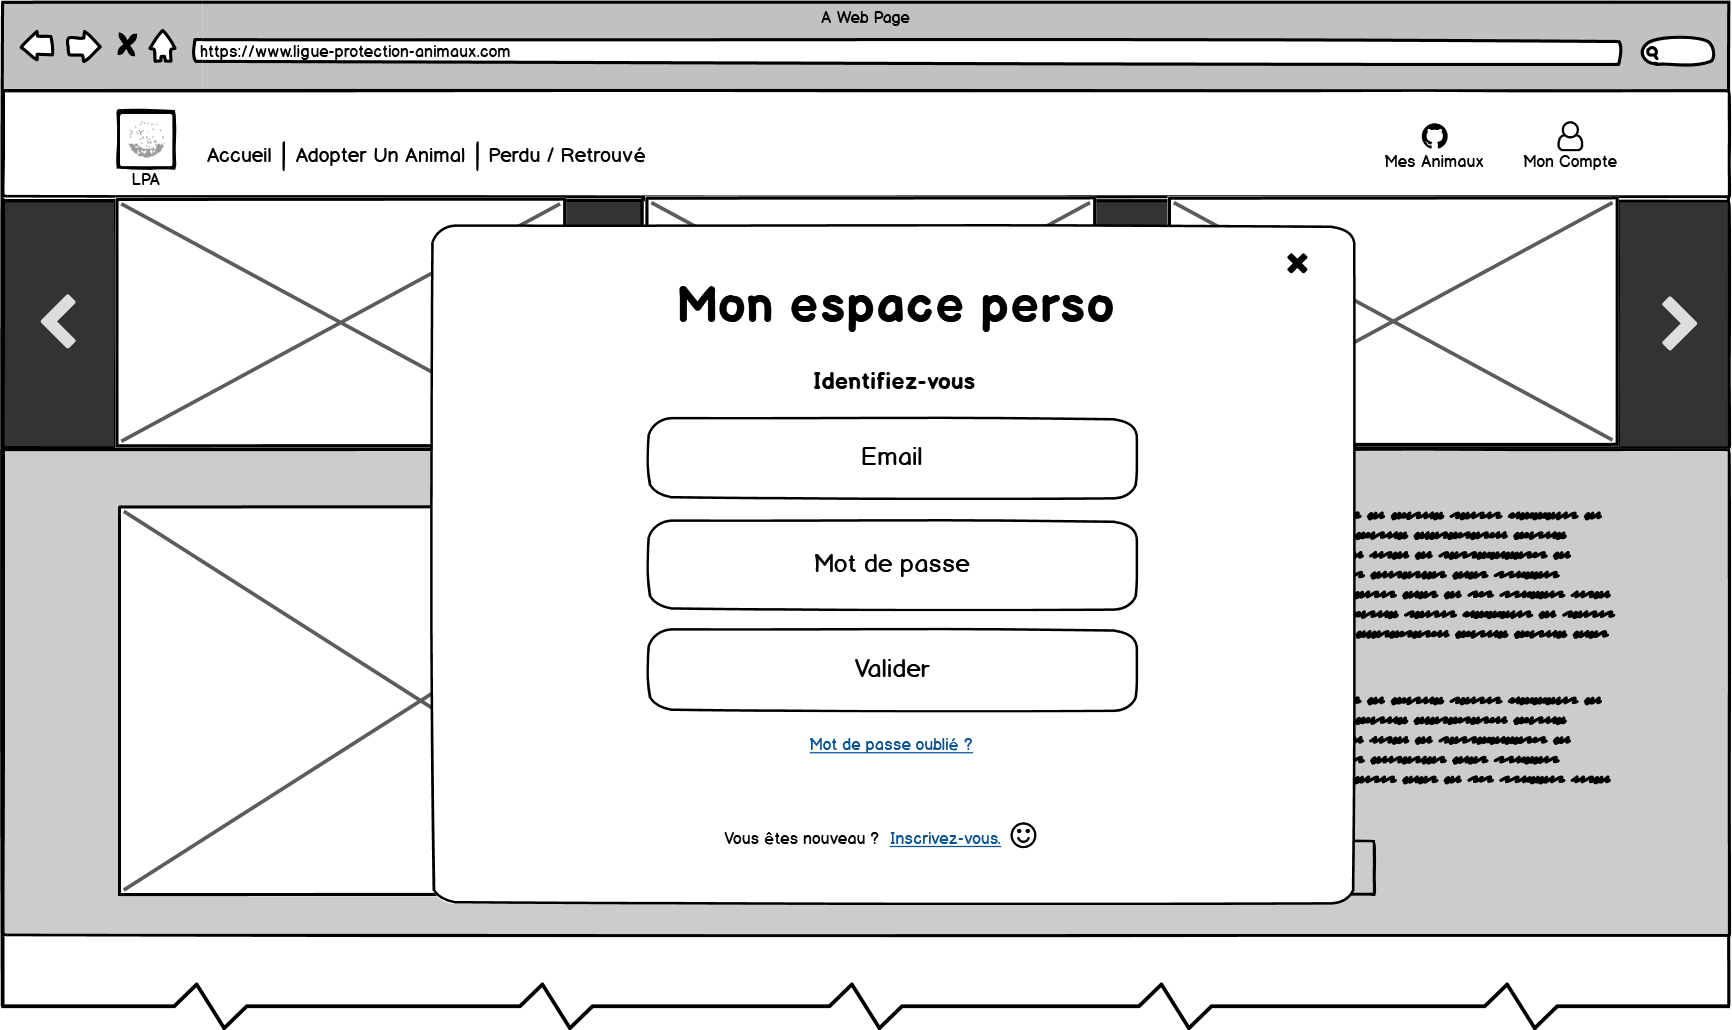 A Web Page
https://www.ligue-protection-animaux.com
LPA
Accueil | Adopter Un Animal | Perdu / Retrouvé
Mes Animaux
Mon Compte
Mon espace perso
Identifiez-vous
Email
Mot de passe
Valider
Mot de passe oublié ?
Vous êtes nouveau ? Inscrivez-vous.